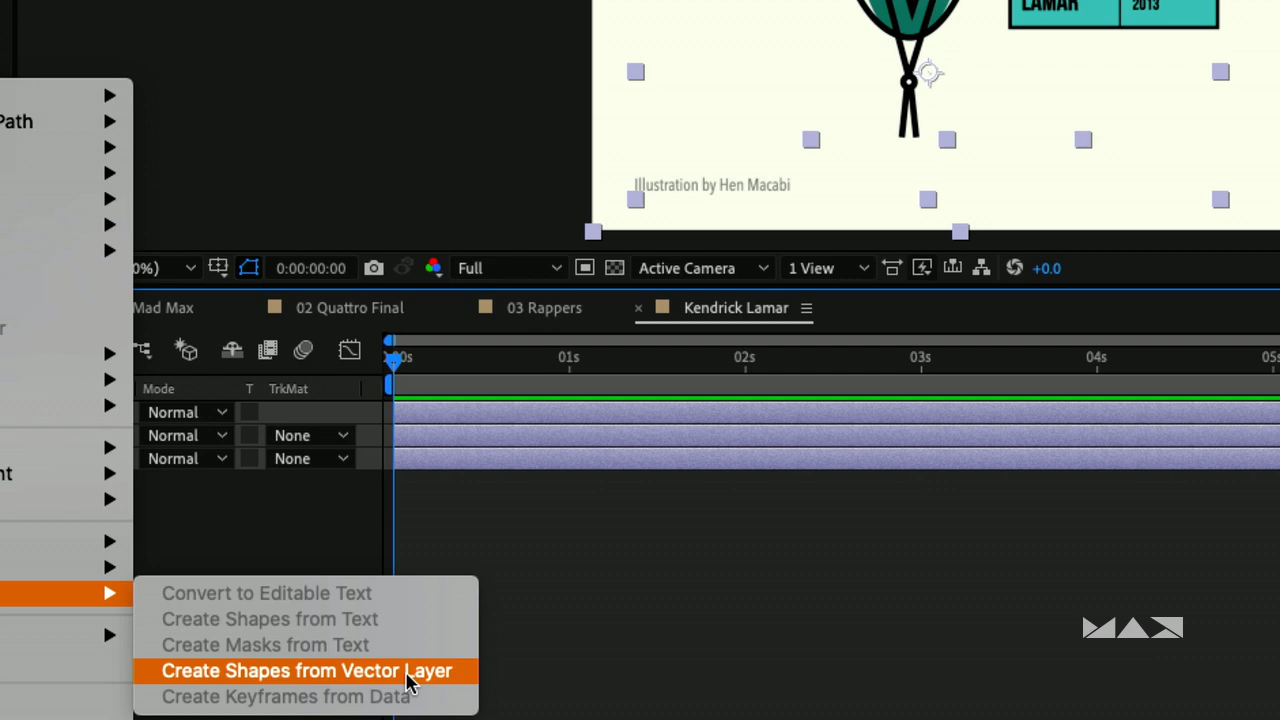 LAMAR 2013
Path
Illustration by Hen Macabi
0%) 0:00:00:00 Full Active Camera 1 View +0.0
Mad Max 02 Quattro Final 03 Rappers × Kendrick Lamar
r
00s 01s 02s 03s 04s 05s
Mode T TrkMat
Normal
Normal None
Normal None
nt
Convert to Editable Text
Create Shapes from Text
Create Masks from Text
Create Shapes from Vector Layer
Create Keyframes from Data
MAX